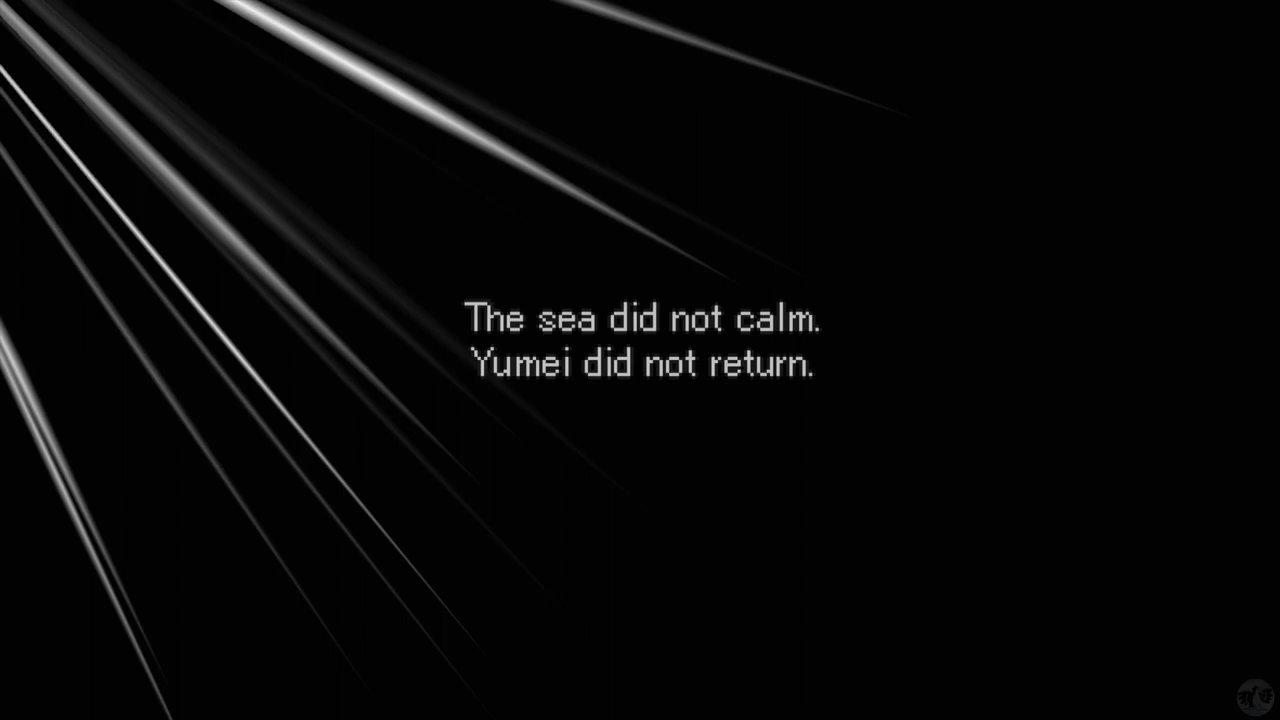 The sea did not calm.
Yumei did not return.